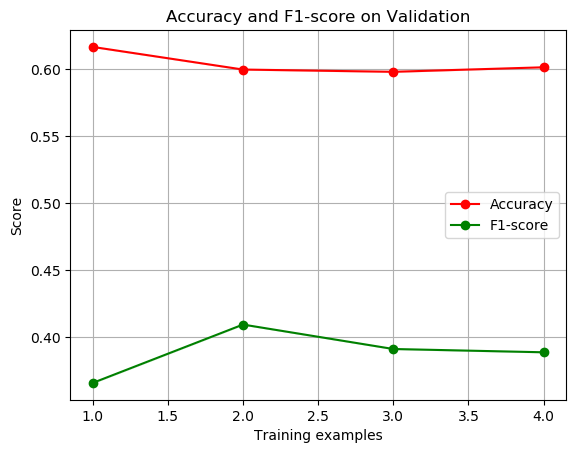 Accuracy and F1-score on Validation
Score
0.60
0.55
0.50
0.45
0.40
Accuracy
F1-score
1.0 1.5 2.0 2.5 3.0 3.5 4.0
Training examples